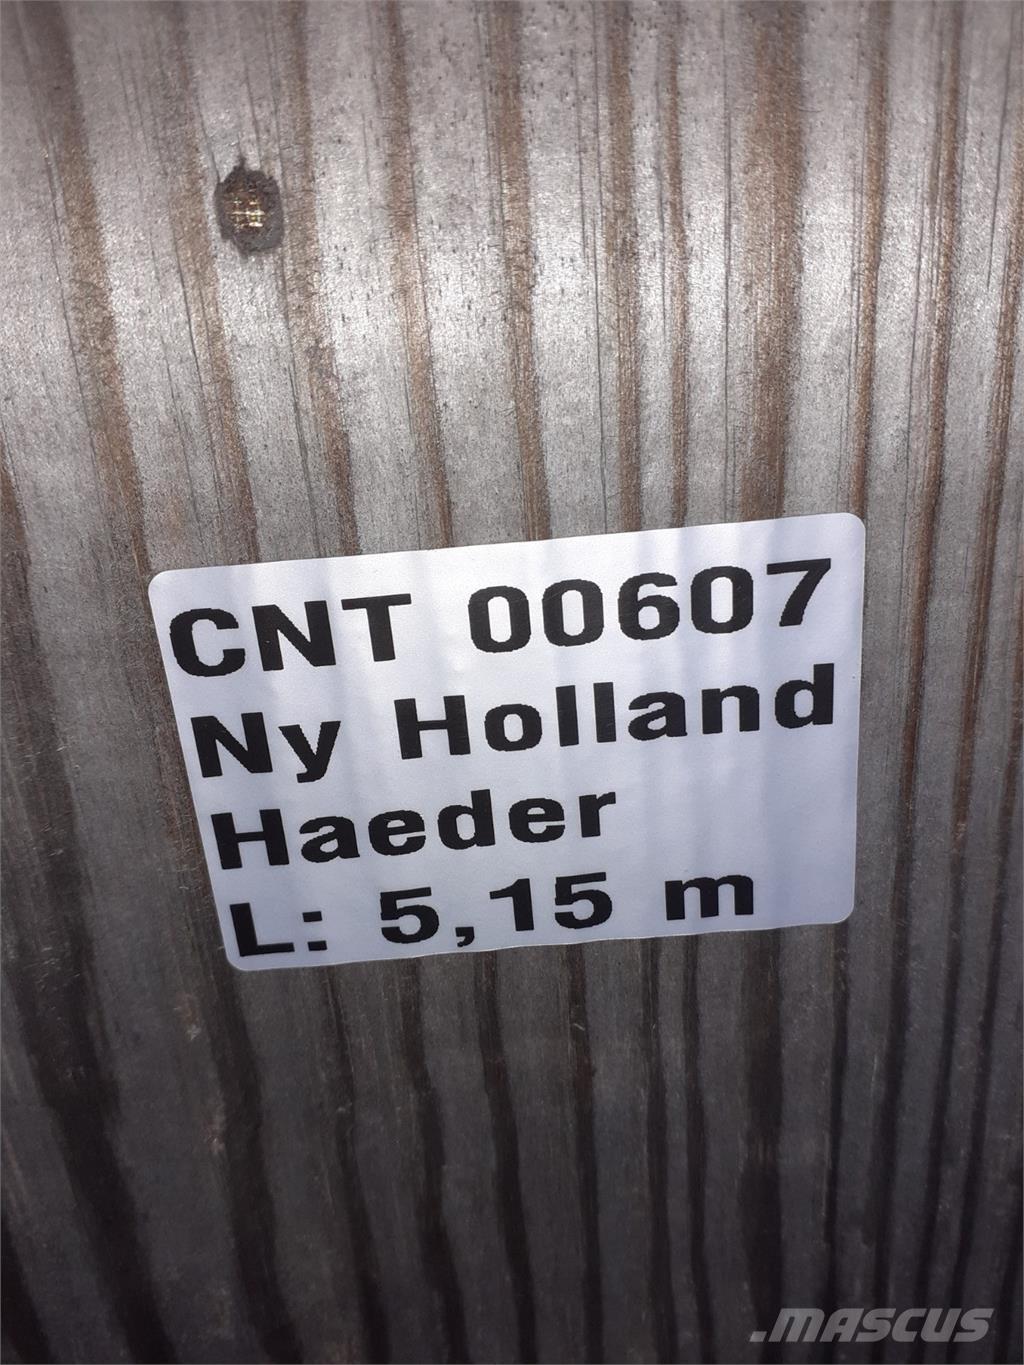 CNT 00607
Ny Holland
Haeder
L: 5,15 m
.MASCUS